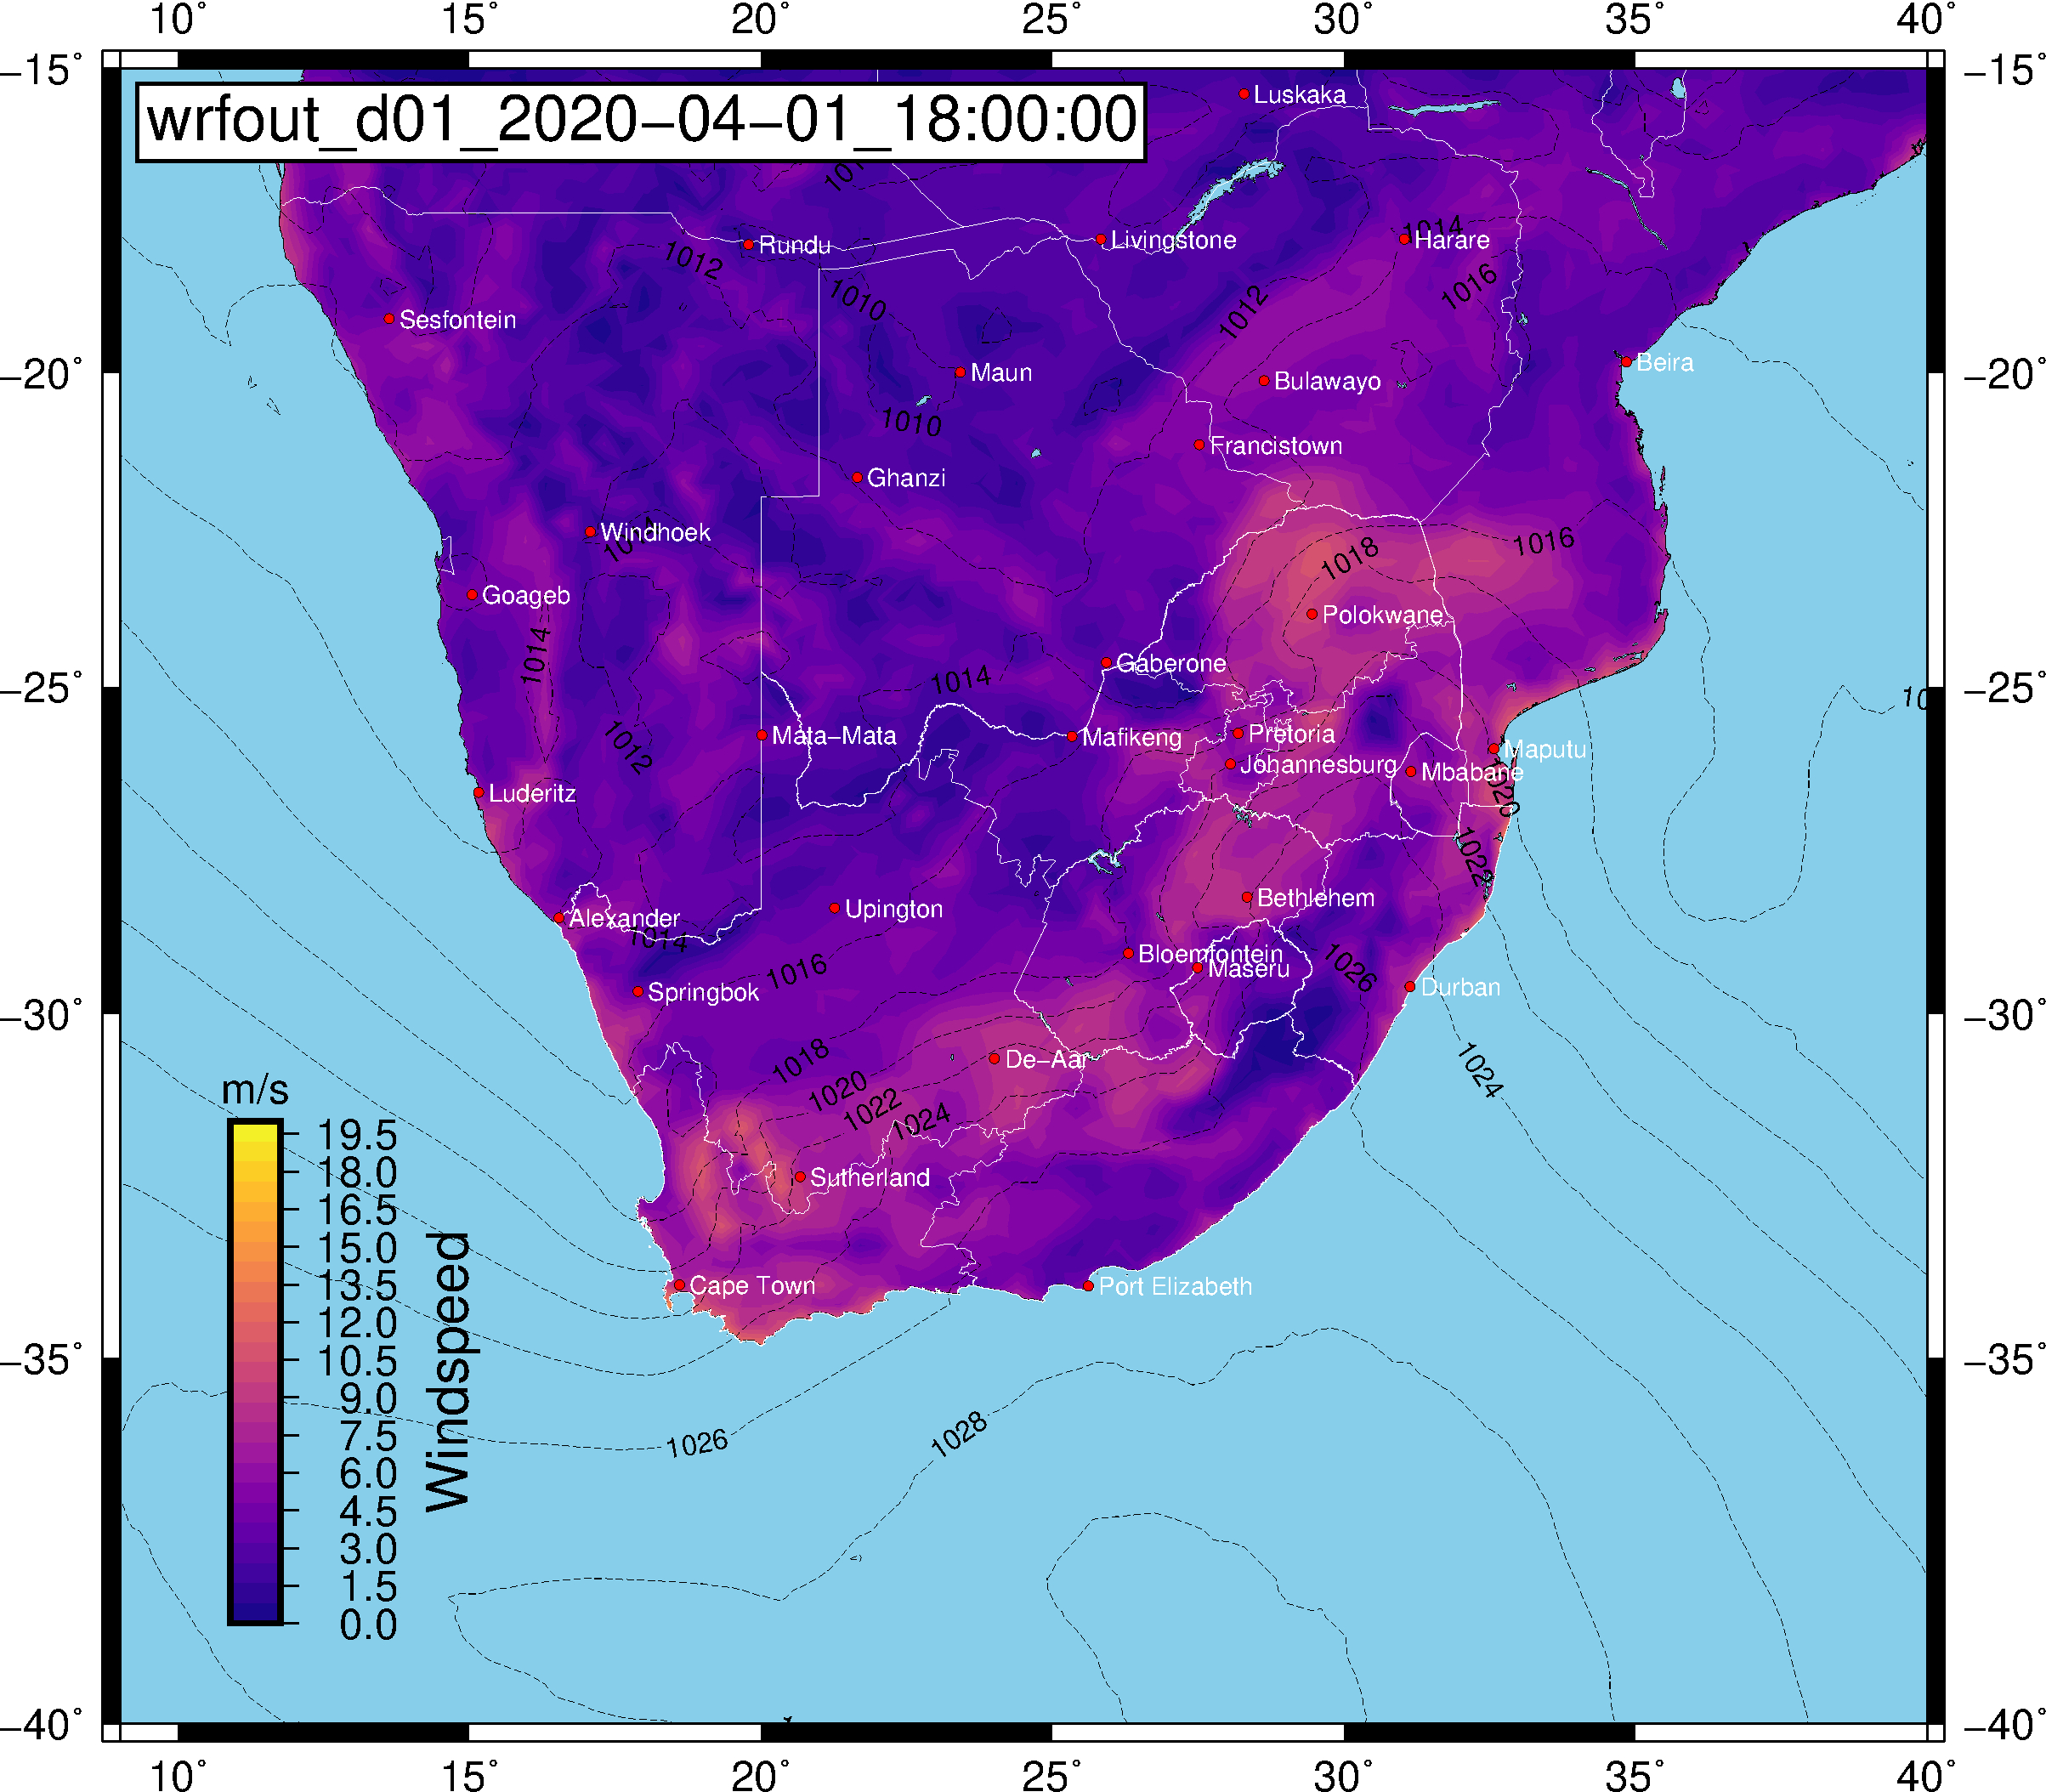 10° 15° 20° 25° 30° 35° 40°
−15° −15°
wrfout_d01_2020−04−01_18:00:00
Luskaka
1014
Rundu Livingstone Harare
1012 1010 1012 1016
Sesfontein
Beira
−20° Maun −20°
Bulawayo
1010
Francistown
Ghanzi
Windhoek
1016
1018
Goageb
Polokwane
1014
Gaberone
1014
−25° −25°
10
Mata−Mata Mafikeng Pretoria Maputu
1012
Johannesburg Mbabane
Luderitz
1020
1022
Bethlehem
Alexander Upington
1014
Bloemfontein
Maseru
1016 1026
Springbok Durban
−30° −30°
1018 De−Aar 1024
1020
1022
1024
Sutherland
m/s
19.5
18.0
16.5
15.0
13.5
12.0
10.5
9.0
7.5
6.0
4.5
3.0
1.5
0.0
Windspeed
Cape Town Port Elizabeth
−35° −35°
1026 1028
−40° −40°
10° 15° 20° 25° 30° 35° 40°